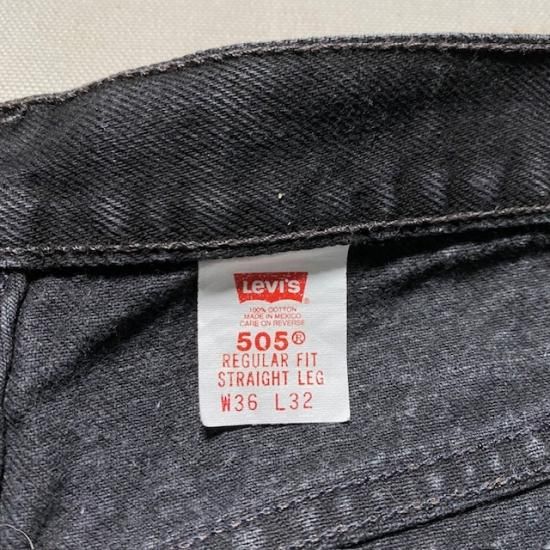 Levi's ®
100% COTTON
MADE IN MEXICO
CARE ON REVERSE
505®
REGULAR FIT
STRAIGHT LEG
W36 L32